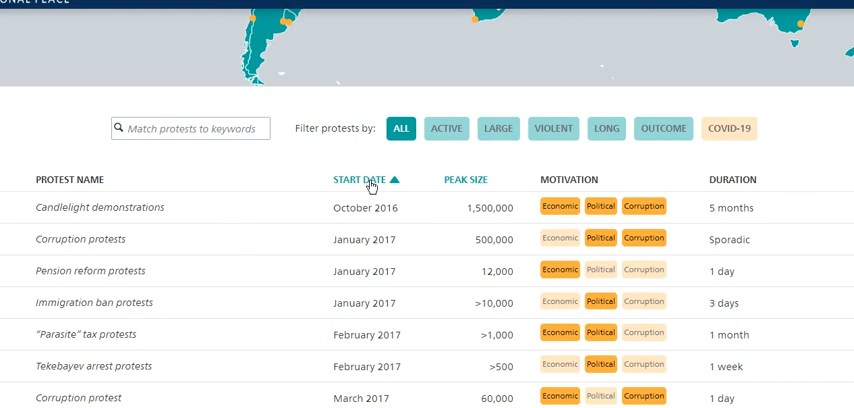 Match protests to keywords Filter protests by: ALL ACTIVE LARGE VIOLENT LONG OUTCOME COVID-19
PROTEST NAME START DATE PEAK SIZE MOTIVATION DURATION
Candlelight demonstrations October 2016 1,500,000 Economic Political Corruption 5 months
Corruption protests January 2017 500,000 Economic Political Corruption Sporadic
Pension reform protests January 2017 12,000 Economic Political Corruption 1 day
Immigration ban protests January 2017 >10,000 Economic Political Corruption 3 days
“Parasite” tax protests February 2017 >1,000 Economic Political Corruption 1 month
Tekebayev arrest protests February 2017 >500 Economic Political Corruption 1 week
Corruption protest March 2017 60,000 Economic Political Corruption 1 day